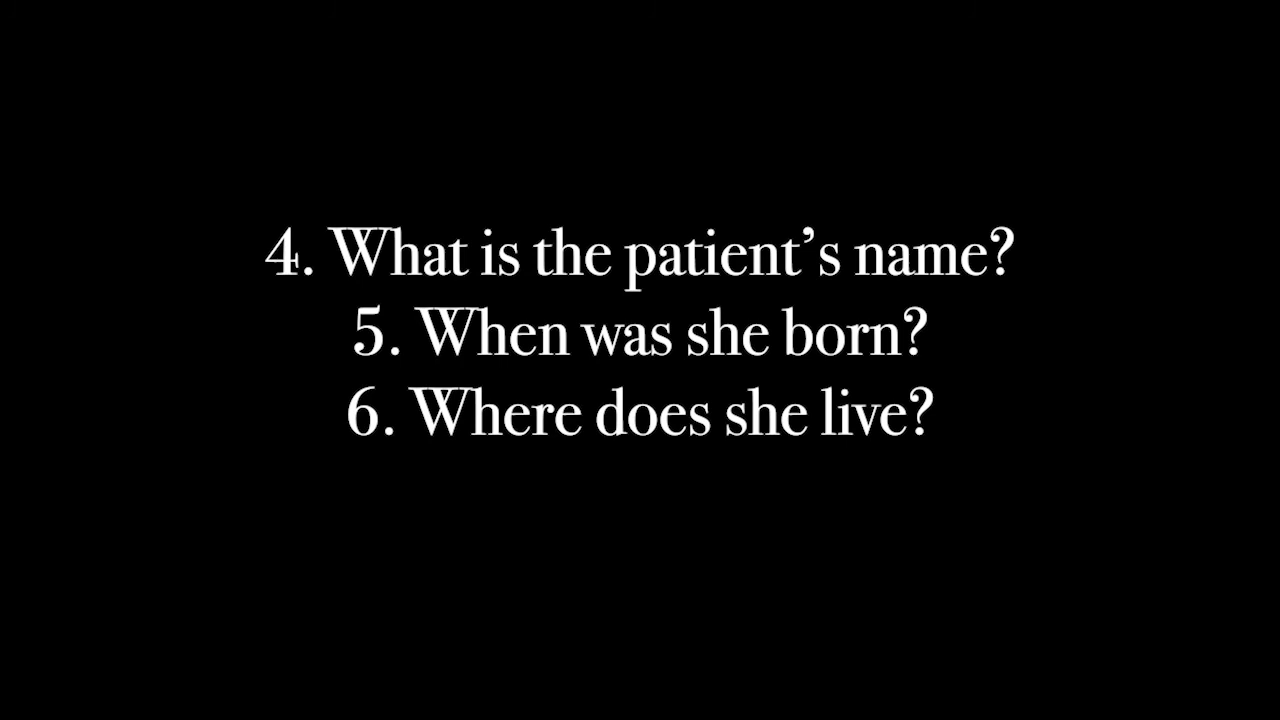 4. What is the patient’s name?
5. When was she born?
6. Where does she live?